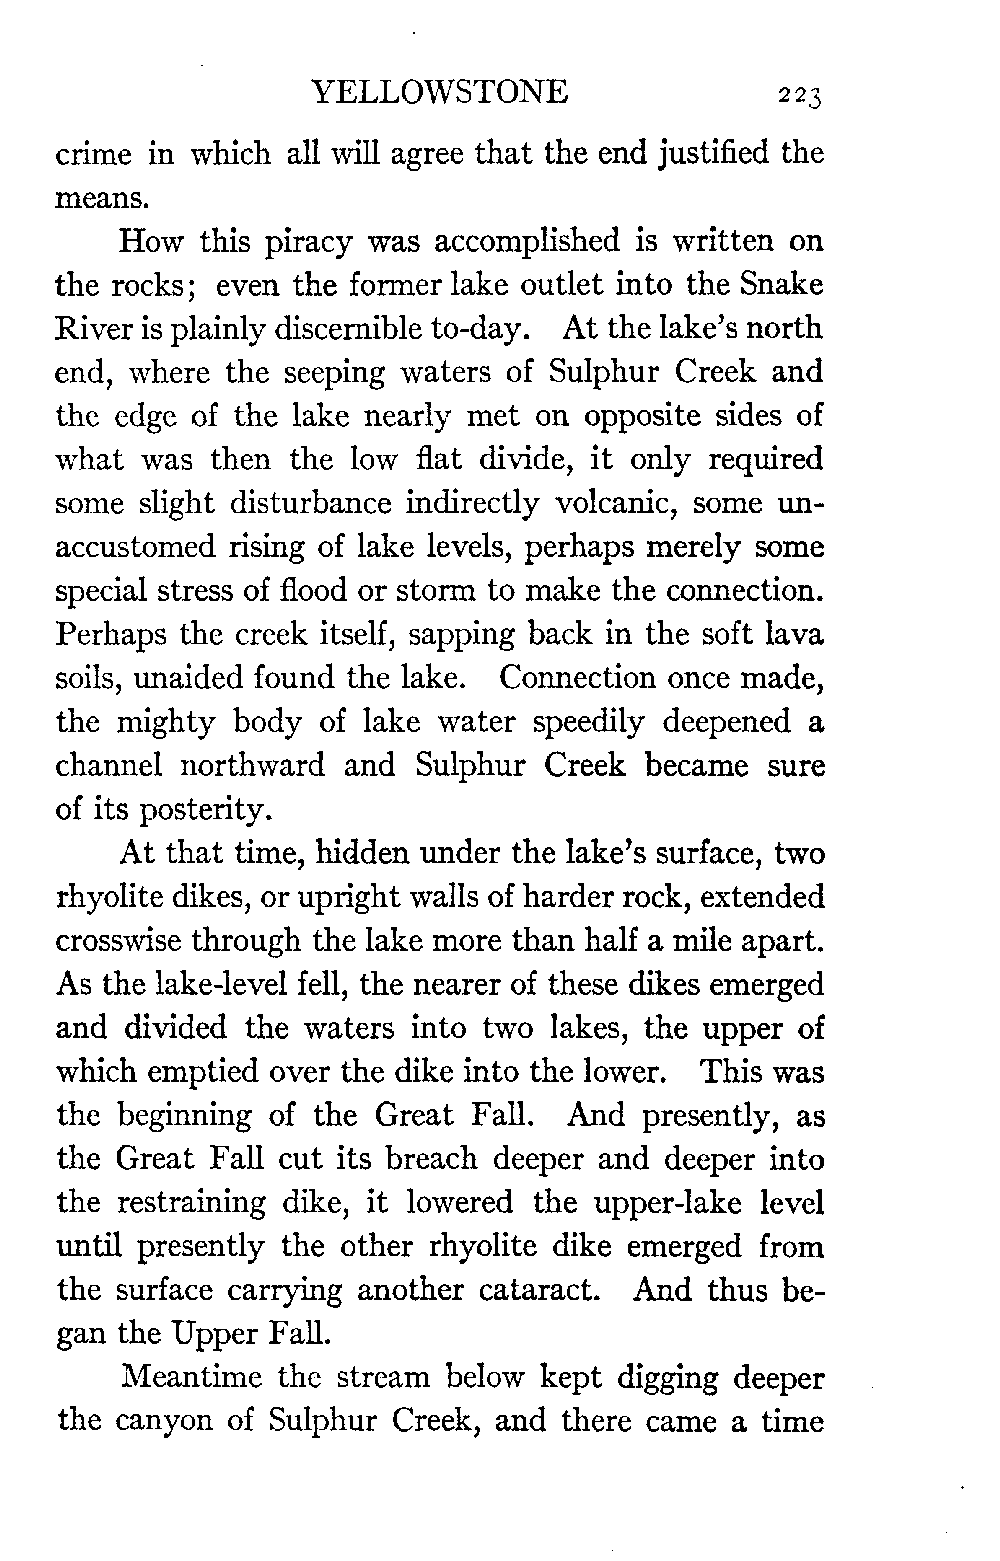 YELLOWSTONE 223
crime in which all will agree that the end justified the
means.
How this piracy was accomplished is written on
the rocks; even the former lake outlet into the Snake
River is plainly discernible to-day. At the lake's north
end, where the seeping waters of Sulphur Creek and
the edge of the lake nearly met on opposite sides of
what was then the low flat divide, it only required
some slight disturbance indirectly volcanic, some un-
accustomed rising of lake levels, perhaps merely some
special stress of flood or storm to make the connection.
Perhaps the creek itself, sapping back in the soft lava
soils, unaided found the lake. Connection once made,
the mighty body of lake water speedily deepened a
channel northward and Sulphur Creek became sure
of its posterity.
At that time, hidden under the lake's surface, two
rhyolite dikes, or upright walls of harder rock, extended
crosswise through the lake more than half a mile apart.
As the lake-level fell, the nearer of these dikes emerged
and divided the waters into two lakes, the upper of
which emptied over the dike into the lower. This was
the beginning of the Great Fall. And presently, as
the Great Fall cut its breach deeper and deeper into
the restraining dike, it lowered the upper-lake level
until presently the other rhyolite dike emerged from
the surface carrying another cataract. And thus be-
gan the Upper Fall.
Meantime the stream below kept digging deeper
the canyon of Sulphur Creek, and there came a time